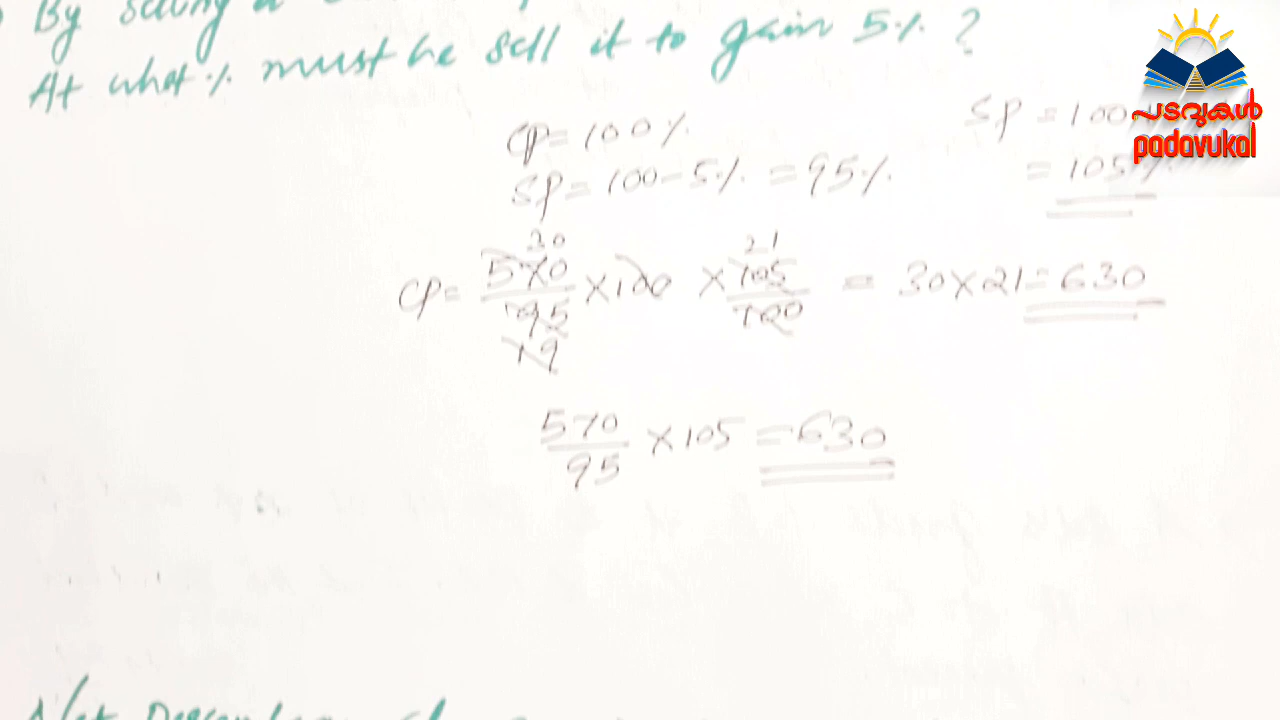 By selling a
At what % must he sell it to gain 5% ?
CP = 100%
SP = 100
SP = 100 - 5% = 95%
= 105%
CP = 570/95 × 100 × 105/100 = 30 × 21 = 630
30
21
19
570/95 × 105 = 630
പടവുകൾ
padavukal